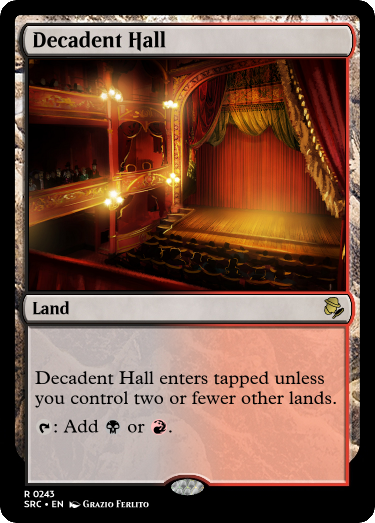 Decadent Hall
Land
Decadent Hall enters tapped unless
you control two or fewer other lands.
: Add or .
R 0243
SRC • EN Grazio Ferlito